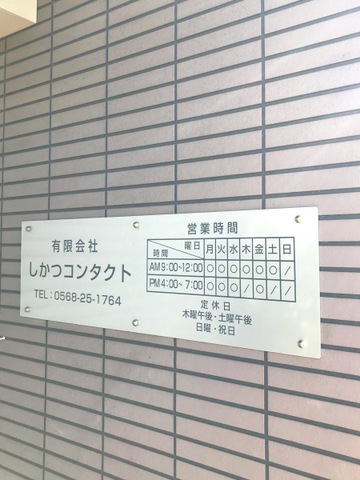 有限会社
しかつコンタクト
TEL:0568-25-1764
営業時間
時間 曜日 月 火 水 木 金 土 日
AM9:00~12:00 ○ ○ ○ ○ ○ ○ /
PM4:00~7:00 ○ ○ ○ / ○ / /
定休日
木曜午後・土曜午後
日曜・祝日